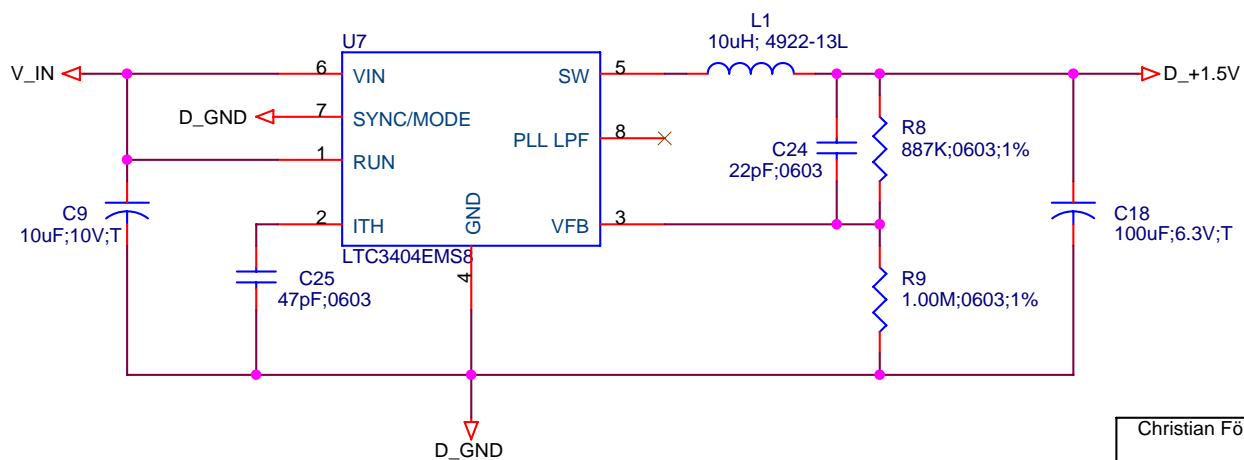 L1
10uH; 4922-13L
U7
V_IN
6
VIN
SW
5
D_+1.5V
D_GND
7
SYNC/MODE
PLL LPF
8
R8
887K;0603;1%
1
RUN
C24
22pF;0603
C9
10uF;10V;T
2
ITH
GND
VFB
3
C18
100uF;6.3V;T
LTC3404EMS8
4
C25
47pF;0603
R9
1.00M;0603;1%
D_GND
Christian Fö